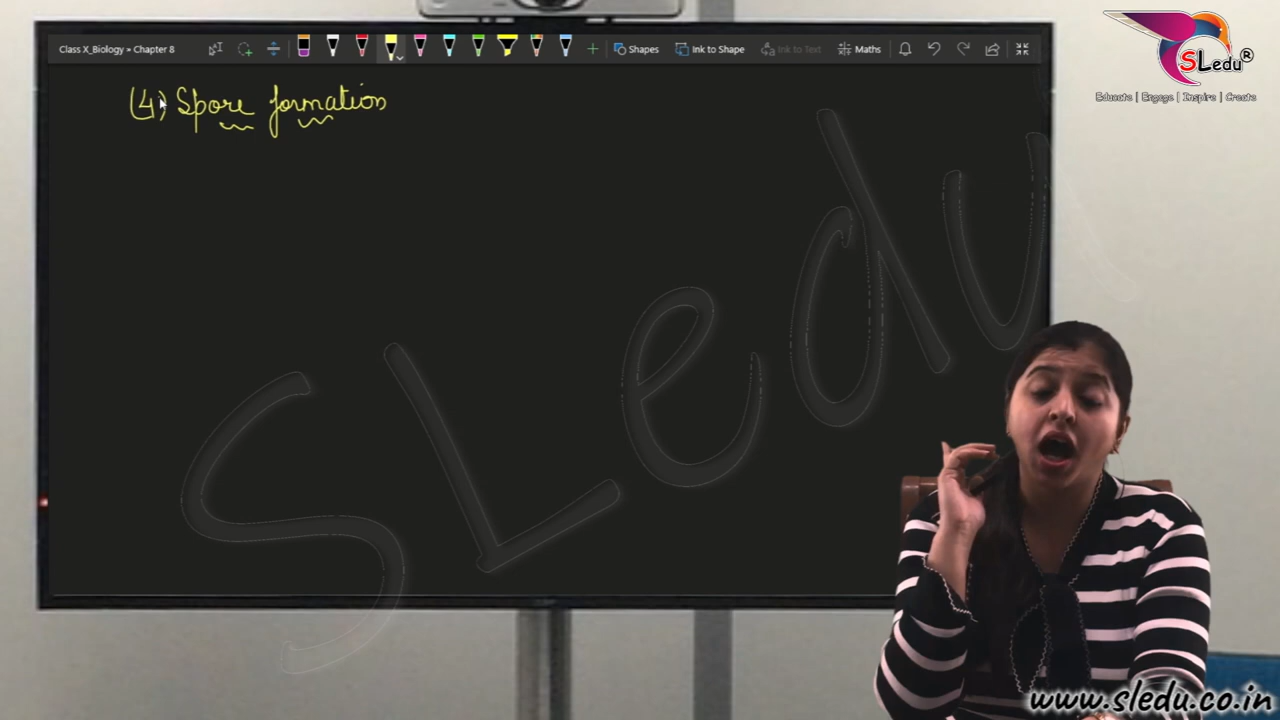 Class X_Biology » Chapter 8
Shapes
Ink to Shape
Ink to Text
Maths
SLedu®
Educate | Engage | Inspire | Create
(4) Spore formation
SLedu
www.sledu.co.in